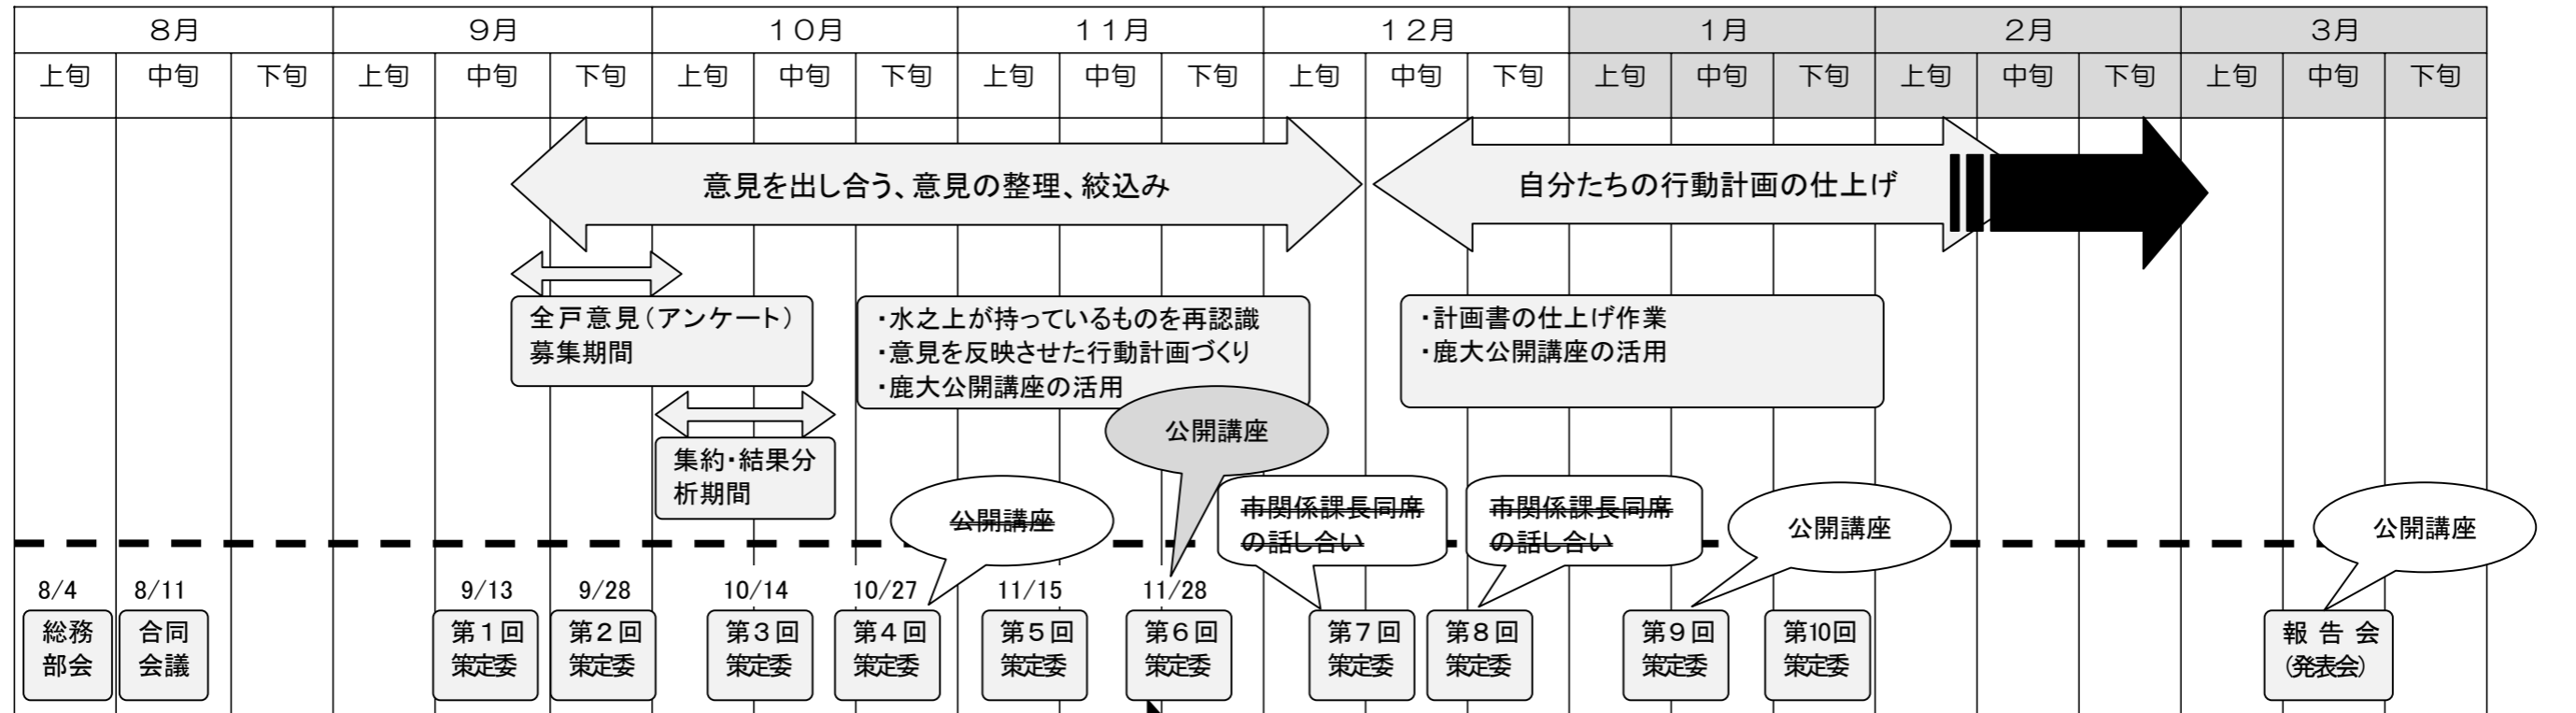 8月 9月 10月 11月 12月 1月 2月 3月
上旬 中旬 下旬 上旬 中旬 下旬 上旬 中旬 下旬 上旬 中旬 下旬 上旬 中旬 下旬 上旬 中旬 下旬 上旬 中旬 下旬 上旬 中旬 下旬
意見を出し合う、意見の整理、絞込み
自分たちの行動計画の仕上げ
全戸意見(アンケート)
募集期間
・水之上が持っているものを再認識
・意見を反映させた行動計画づくり
・鹿大公開講座の活用
・計画書の仕上げ作業
・鹿大公開講座の活用
集約・結果分
析期間
公開講座
公開講座
市関係課長同席
の話し合い
市関係課長同席
の話し合い
公開講座
公開講座
8/4 8/11 9/13 9/28 10/14 10/27 11/15 11/28
総務
部会
合同
会議
第1回
策定委
第2回
策定委
第3回
策定委
第4回
策定委
第5回
策定委
第6回
策定委
第7回
策定委
第8回
策定委
第9回
策定委
第10回
策定委
報告会
(発表会)